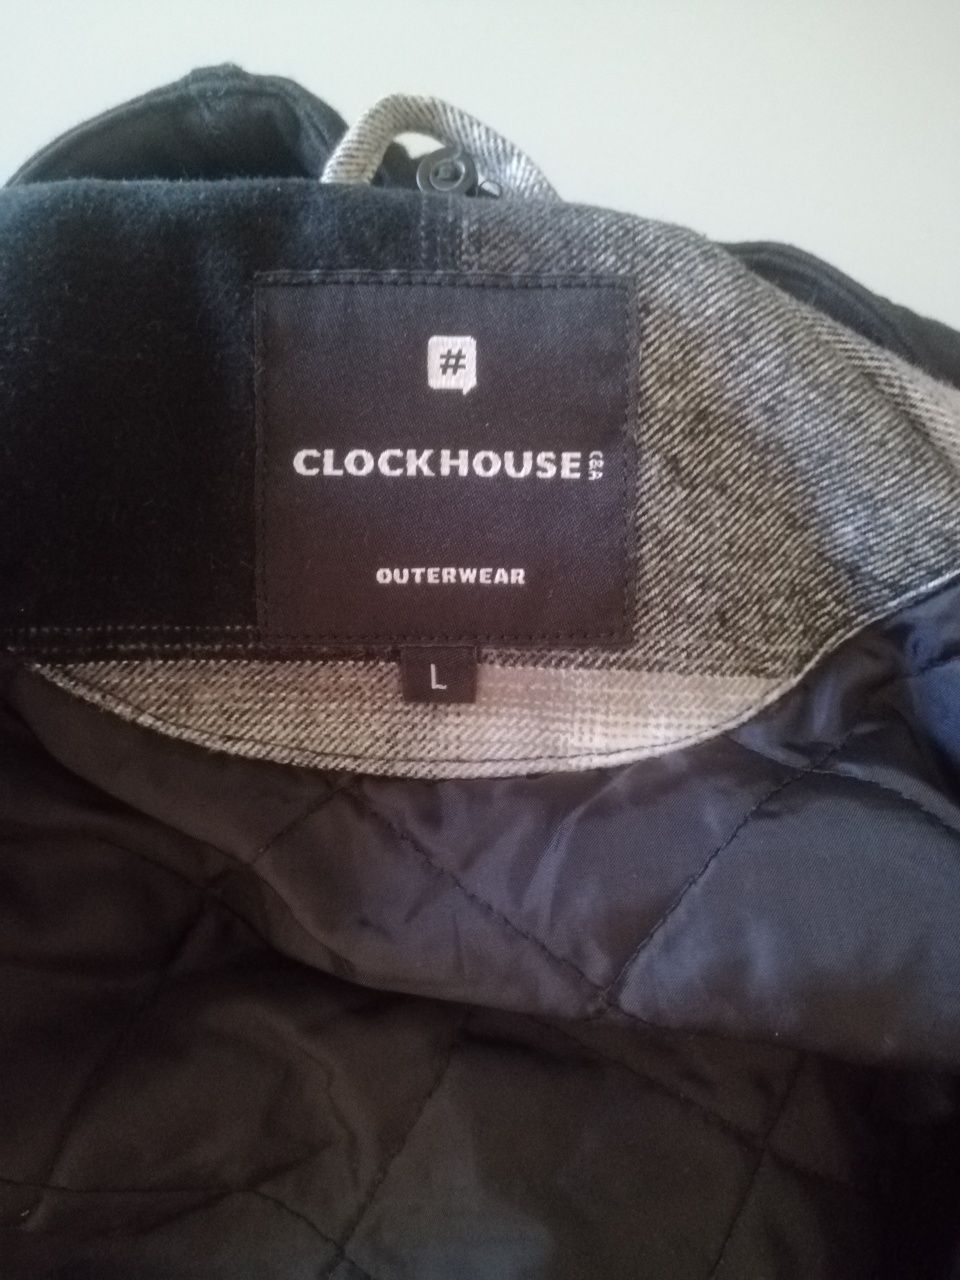 #
CLOCKHOUSE C&A
OUTERWEAR
L